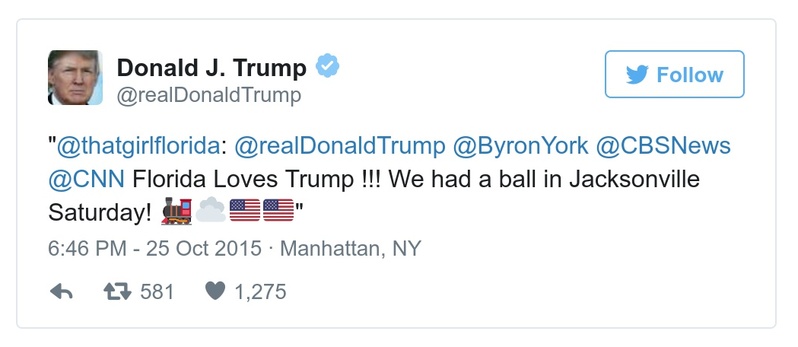 Donald J. Trump
@realDonaldTrump
Follow
"@thatgirlflorida: @realDonaldTrump @ByronYork @CBSNews
@CNN Florida Loves Trump !!! We had a ball in Jacksonville
Saturday! 🚂☁️🇺🇸🇺🇸"
6:46 PM - 25 Oct 2015 · Manhattan, NY
581 1,275